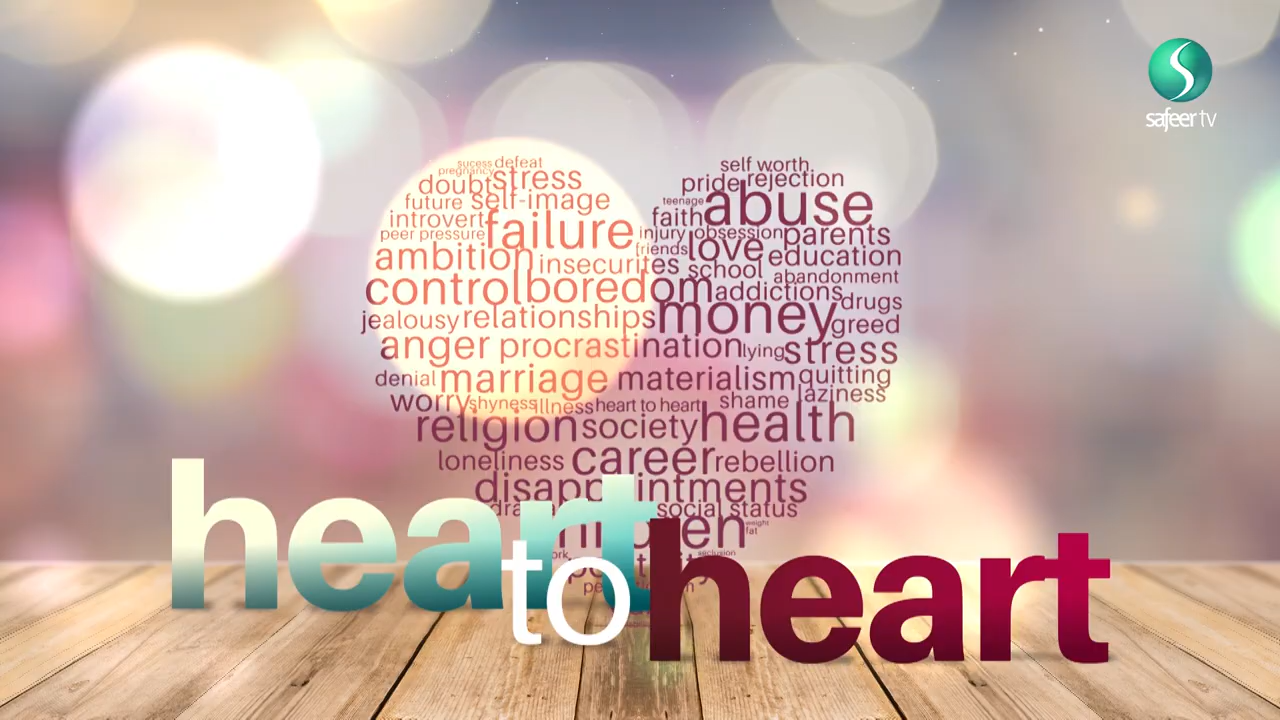 safeer tv
sucess defeat
pregnancy
doubt stress
future self-image
introvert
peer pressure failure
ambition insecurites
control boredom
jealousy relationships
anger procrastination
denial marriage materialism quitting
self worth
pride rejection
teenage abuse
faith
injury obsession parents
friends love education
school abandonment
addictions drugs
money greed
lying stress
worry shyness illness heart to heart shame laziness
religion society health
loneliness career rebellion
social status
weight
fat
seclusion
heart
to
heart